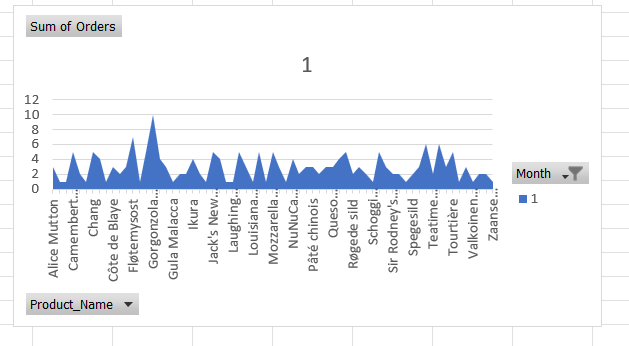 Sum of Orders
1
12
10
8
6
4
2
0
Alice Mutton
Camembert...
Chang
Côte de Blaye
Fløtemysost
Gorgonzola...
Gula Malacca
Ikura
Jack's New...
Laughing...
Louisiana...
Mozzarella...
NuNuCa...
Pâte chinois
Queso...
Røgede sild
Schoggi...
Sir Rodney's...
Spegesild
Teatime...
Tourtière
Valkoinen...
Zaanse...
Month
1
Product_Name